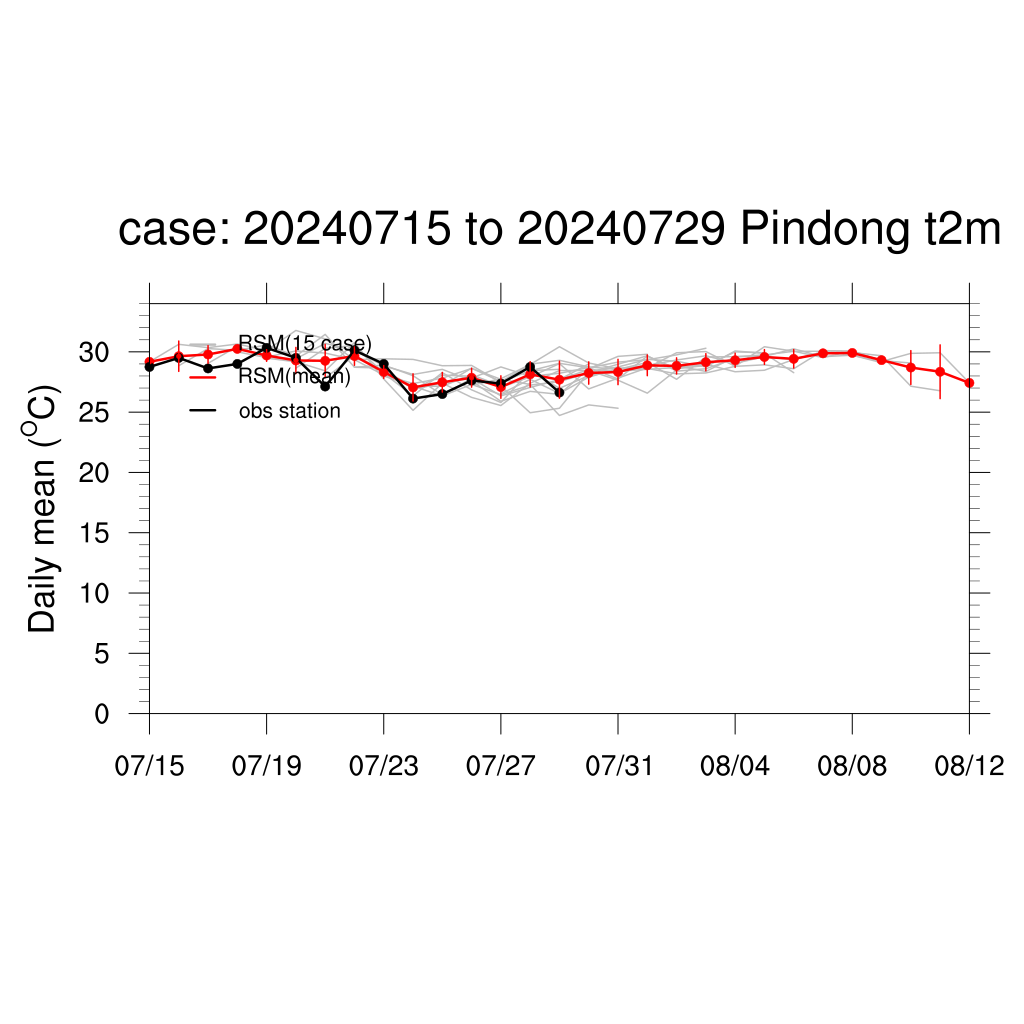 case: 20240715 to 20240729 Pindong t2m
Daily mean (°C)
30
25
20
15
10
5
0
RSM(15 case)
RSM(mean)
obs station
07/15 07/19 07/23 07/27 07/31 08/04 08/08 08/12